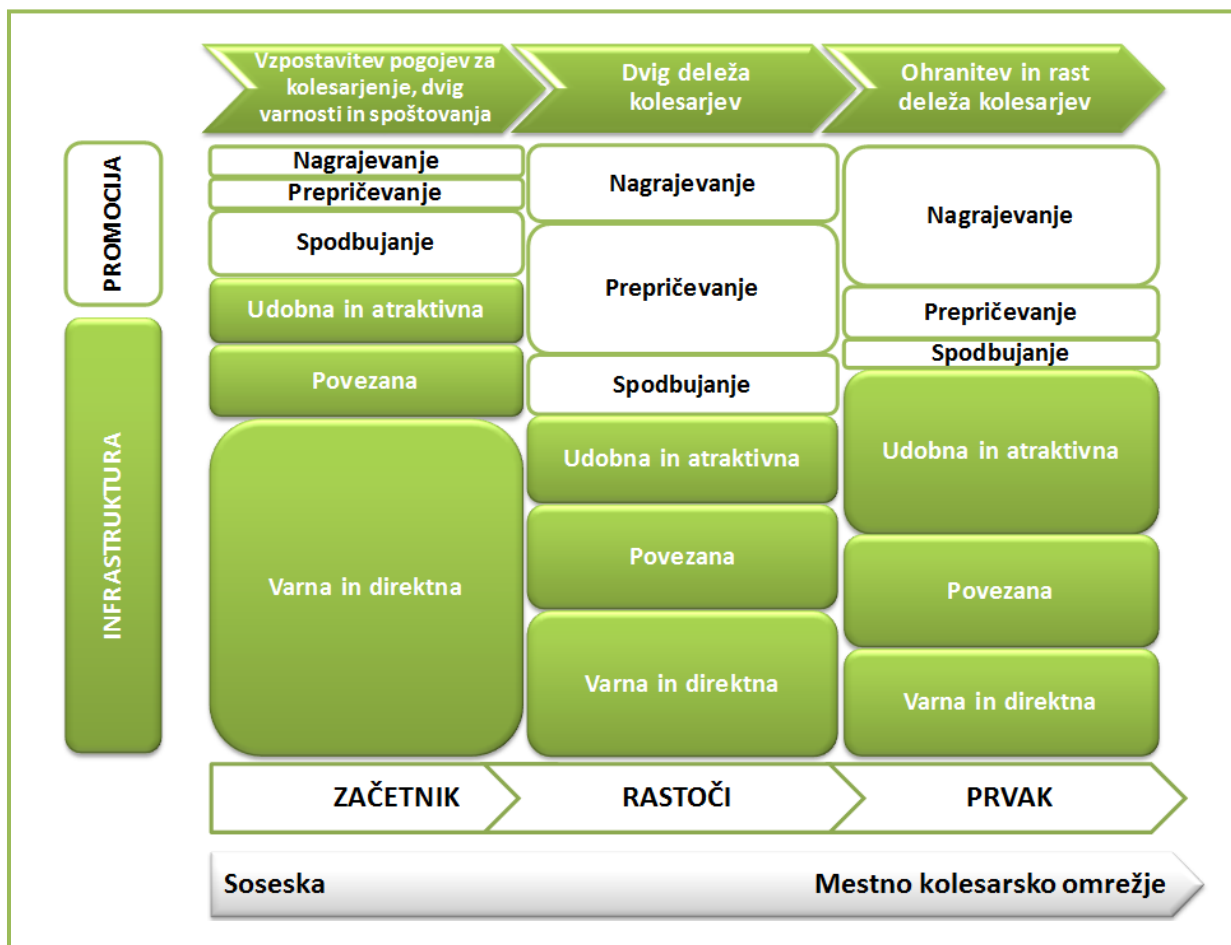 Vzpostavitev pogojev za
kolesarjenje, dvig
varnosti in spoštovanja
Dvig deleža
kolesarjev
Ohranitev in rast
deleža kolesarjev
PROMOCIJA
INFRASTRUKTURA
Nagrajevanje
Prepričevanje
Spodbujanje
Udobna in atraktivna
Povezana
Varna in direktna
Nagrajevanje
Prepričevanje
Spodbujanje
Udobna in atraktivna
Povezana
Varna in direktna
Nagrajevanje
Prepričevanje
Spodbujanje
Udobna in atraktivna
Povezana
Varna in direktna
ZAČETNIK
RASTOČI
PRVAK
Soseska
Mestno kolesarsko omrežje